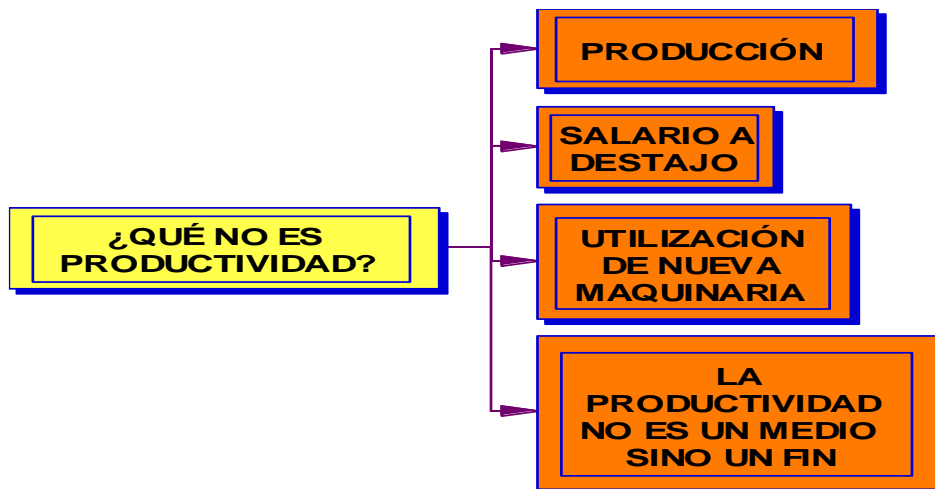 ¿QUÉ NO ES
PRODUCTIVIDAD?
PRODUCCIÓN
SALARIO A
DESTAJO
UTILIZACIÓN
DE NUEVA
MAQUINARIA
LA
PRODUCTIVIDAD
NO ES UN MEDIO
SINO UN FIN